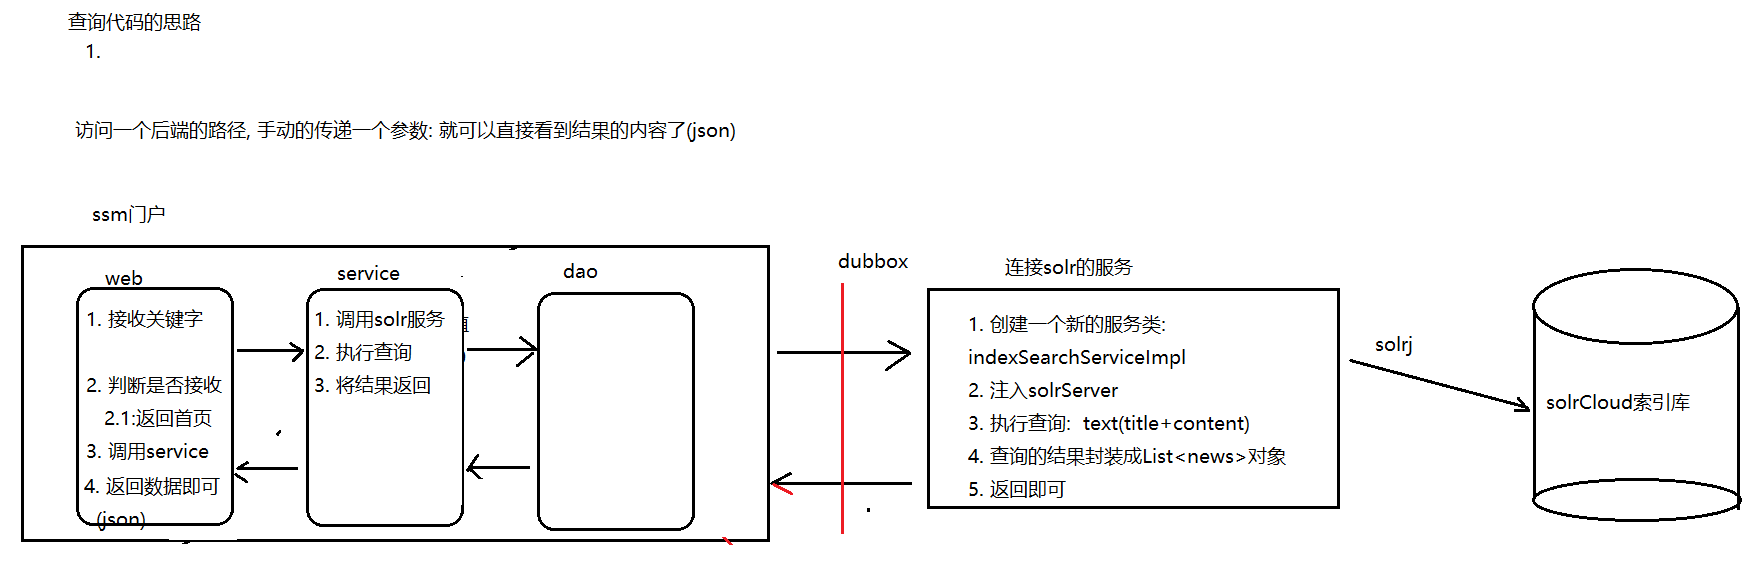 查询代码的思路
1.
访问一个后端的路径, 手动的传递一个参数: 就可以直接看到结果的内容了(json)
ssm门户
web
1. 接收关键字
2. 判断是否接收
2.1:返回首页
3. 调用service
4. 返回数据即可
(json)
service
1. 调用solr服务
2. 执行查询
3. 将结果返回
dao
dubbox
连接solr的服务
1. 创建一个新的服务类:
indexSearchServiceImpl
2. 注入solrServer
3. 执行查询: text(title+content)
4. 查询的结果封装成List<news>对象
5. 返回即可
solrj
solrCloud索引库